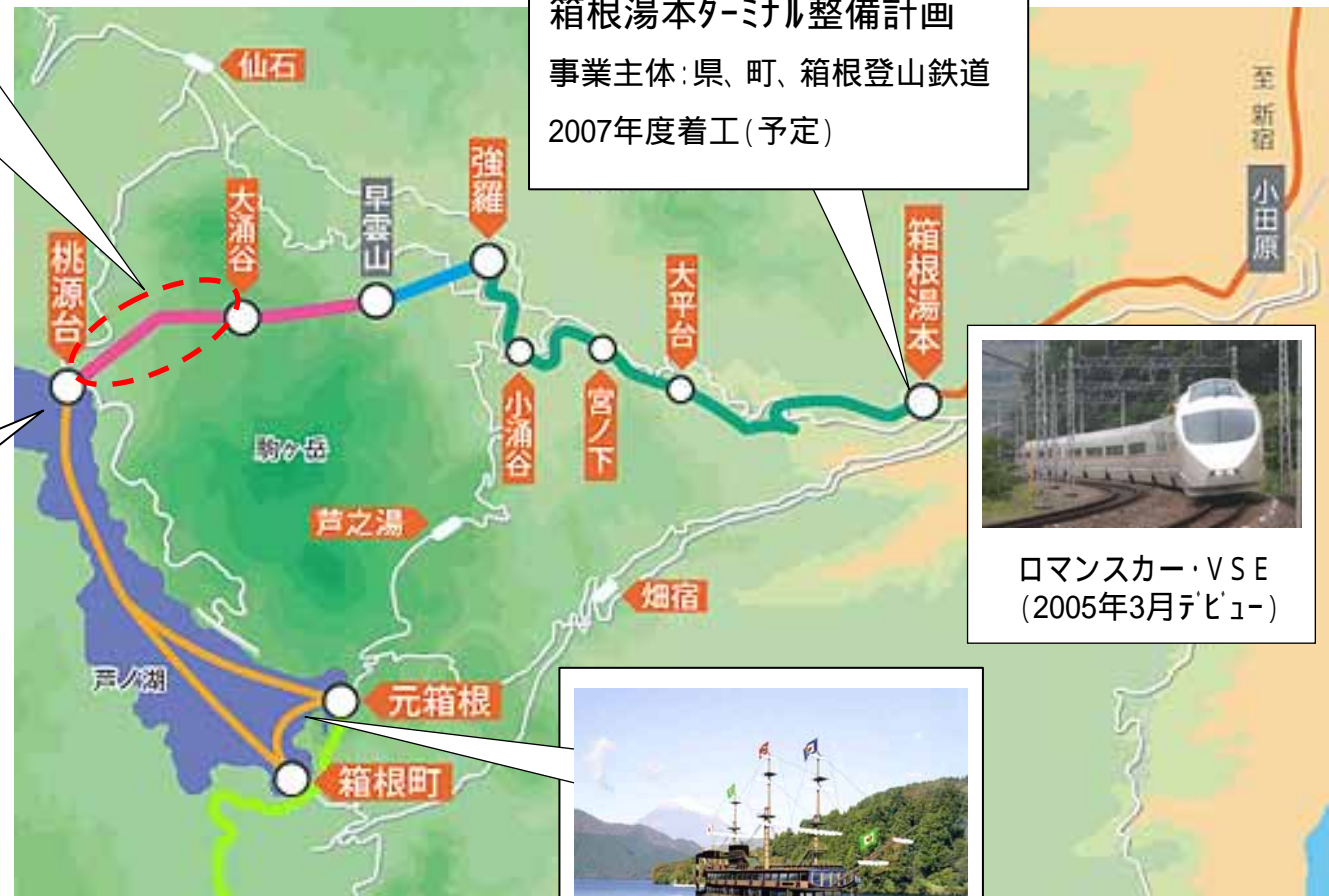 箱根湯本ターミナル整備計画
事業主体:県、町、箱根登山鉄道
2007年度着工(予定)
仙石
至 新宿
小田原
強羅
早雲山
大涌谷
桃源台
箱根湯本
大平台
宮ノ下
小涌谷
駒ヶ岳
芦之湯
畑宿
ロマンスカー・VSE
(2005年3月デビュー)
芦ノ湖
元箱根
箱根町